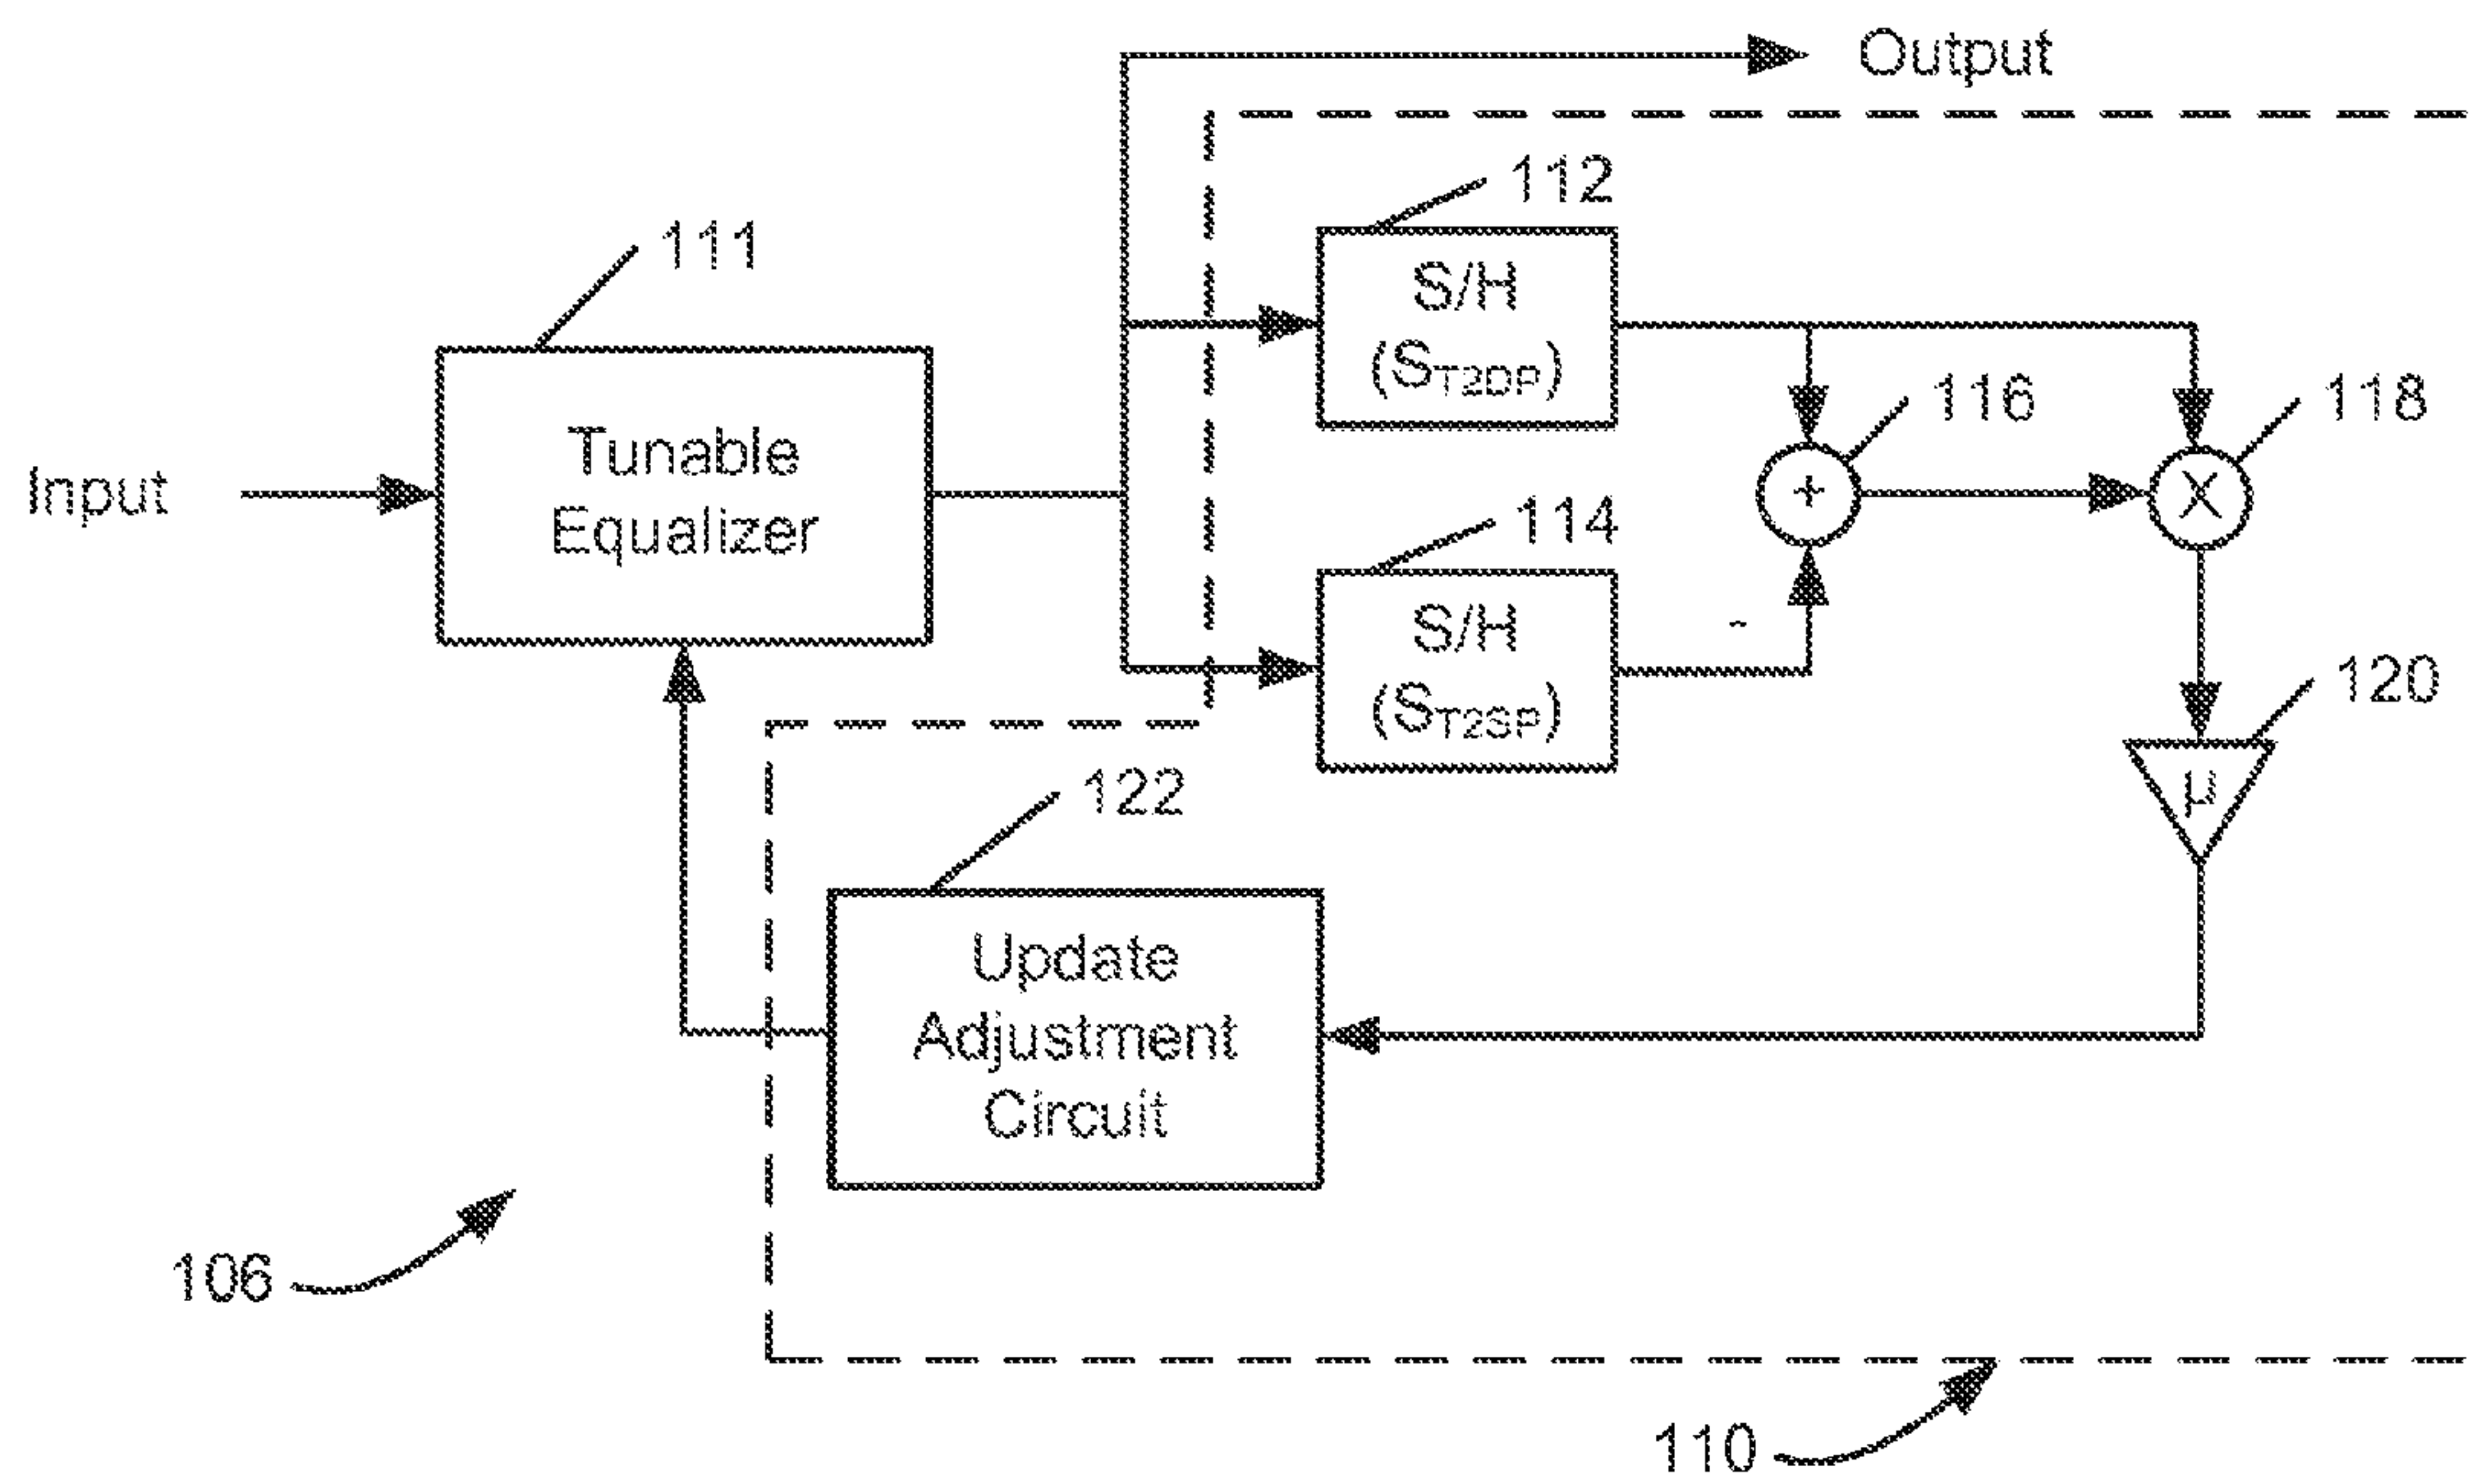 Output
112
S/H
(ST2DP)
111
Tunable
Equalizer
Input
116
+
118
X
114
S/H
(ST2SP)
-
120
µ
122
Update
Adjustment
Circuit
106
110